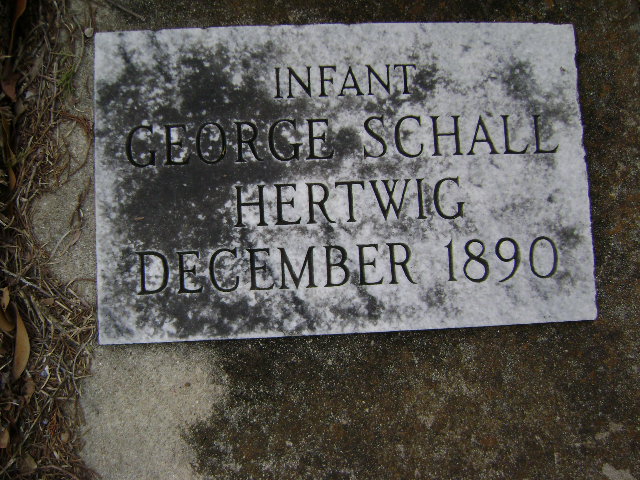 INFANT
GEORGE SCHALL
HERTWIG
DECEMBER 1890